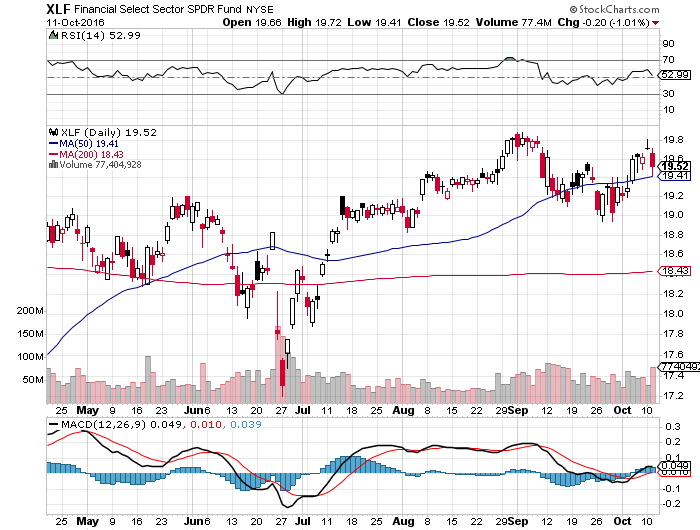 XLF Financial Select Sector SPDR Fund NYSE © StockCharts.com
11-Oct-2016 Open 19.66 High 19.72 Low 19.41 Close 19.52 Volume 77.4M Chg -0.20 (-1.01%)
RSI(14) 52.99
90
70
52.99
30
10
XLF (Daily) 19.52
MA(50) 19.41
MA(200) 18.43
Volume 77,404,928
19.8
19.6
19.52
19.41
19.2
19.0
18.8
18.6
18.43
18.2
18.0
17.8
17.6
17.4
17.2
200M
150M
100M
50M
25 May 9 16 23 Jun 6 13 20 27 Jul 11 18 25 Aug 8 15 22 29 Sep 12 19 26 Oct 10
MACD(12,26,9) 0.049, 0.010, 0.039
0.3
0.2
0.1
0.049
-0.1
-0.2
25 May 9 16 23 Jun 6 13 20 27 Jul 11 18 25 Aug 8 15 22 29 Sep 12 19 26 Oct 10